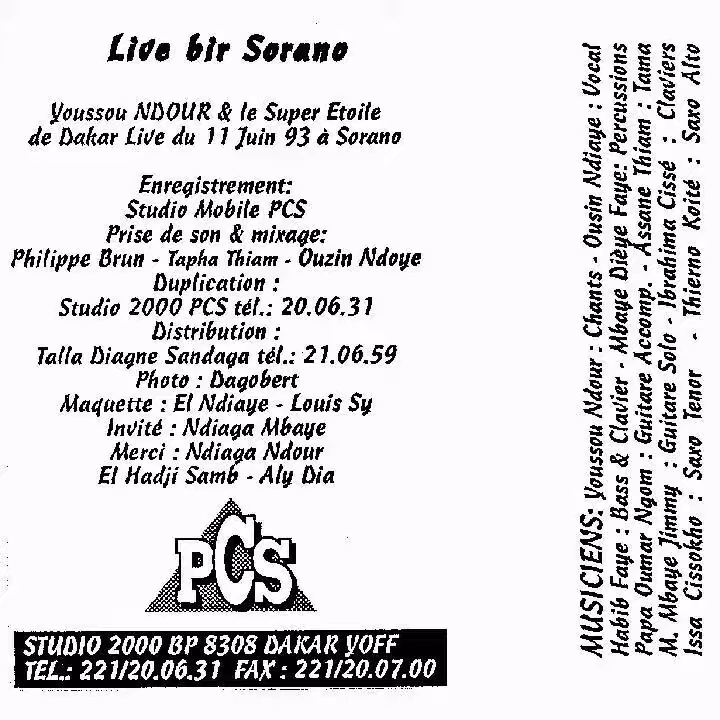 Live bir Sorano
Youssou NDOUR & le Super Etoile
de Dakar Live du 11 Juin 93 à Sorano
Enregistrement:
Studio Mobile PCS
Prise de son & mixage:
Philippe Brun - Tapha Thiam - Ouzin Ndoye
Duplication :
Studio 2000 PCS tél.: 20.06.31
Distribution :
Talla Diagne Sandaga tél.: 21.06.59
Photo : Dagobert
Maquette : El Ndiaye - Louis Sy
Invité : Ndiaga Mbaye
Merci : Ndiaga Ndour
El Hadji Samb - Aly Dia
PCS
STUDIO 2000 BP 8308 DAKAR YOFF
TEL.: 221/20.06.31 FAX : 221/20.07.00
MUSICIENS: Youssou Ndour : Chants - Ousin Ndiaye : Vocal
Habib Faye : Bass & Clavier - Mbaye Dièye Faye: Percussions
Papa Oumar Ngom : Guitare Accomp. - Assane Thiam : Tama
M. Mbaye Jimmy : Guitare Solo - Ibrahima Cissé : Claviers
Issa Cissokho : Saxo Tenor - Thierno Koité : Saxo Alto